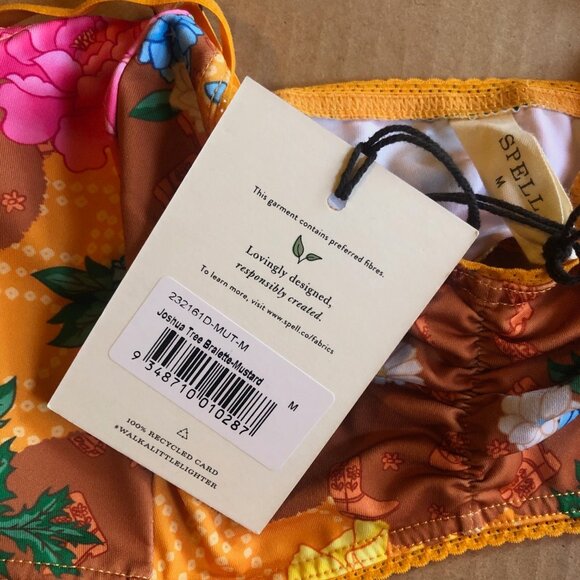 This garment contains preferred fibres.
Lovingly designed,
responsibly created.
To learn more, visit www.spell.co/fabrics
232161D-MUT-M
Joshua Tree Bralette-Mustard
M
9 348710 010287
100% RECYCLED CARD
#WALKALITTLELIGHTER
SPELL
M